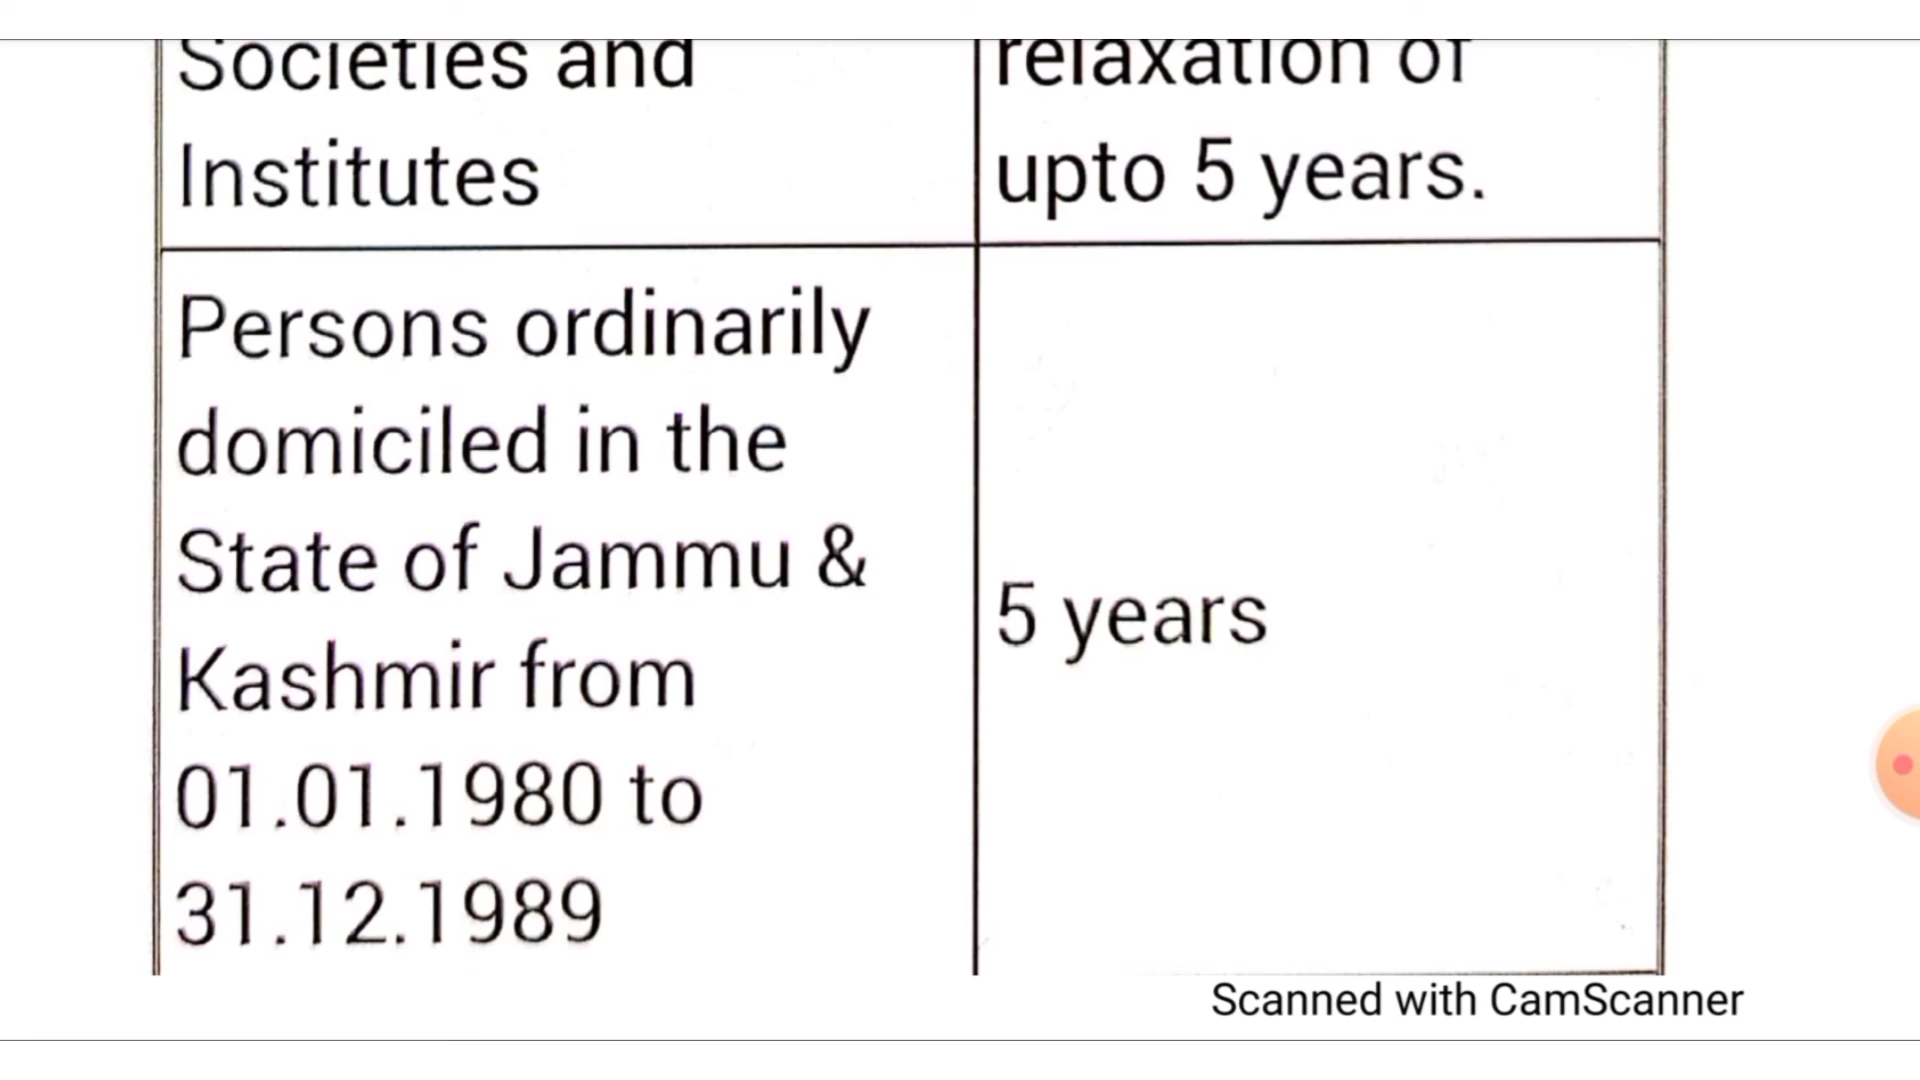 Societies and
Institutes
relaxation of
upto 5 years.
Persons ordinarily
domiciled in the
State of Jammu &
Kashmir from
01.01.1980 to
31.12.1989
5 years
Scanned with CamScanner